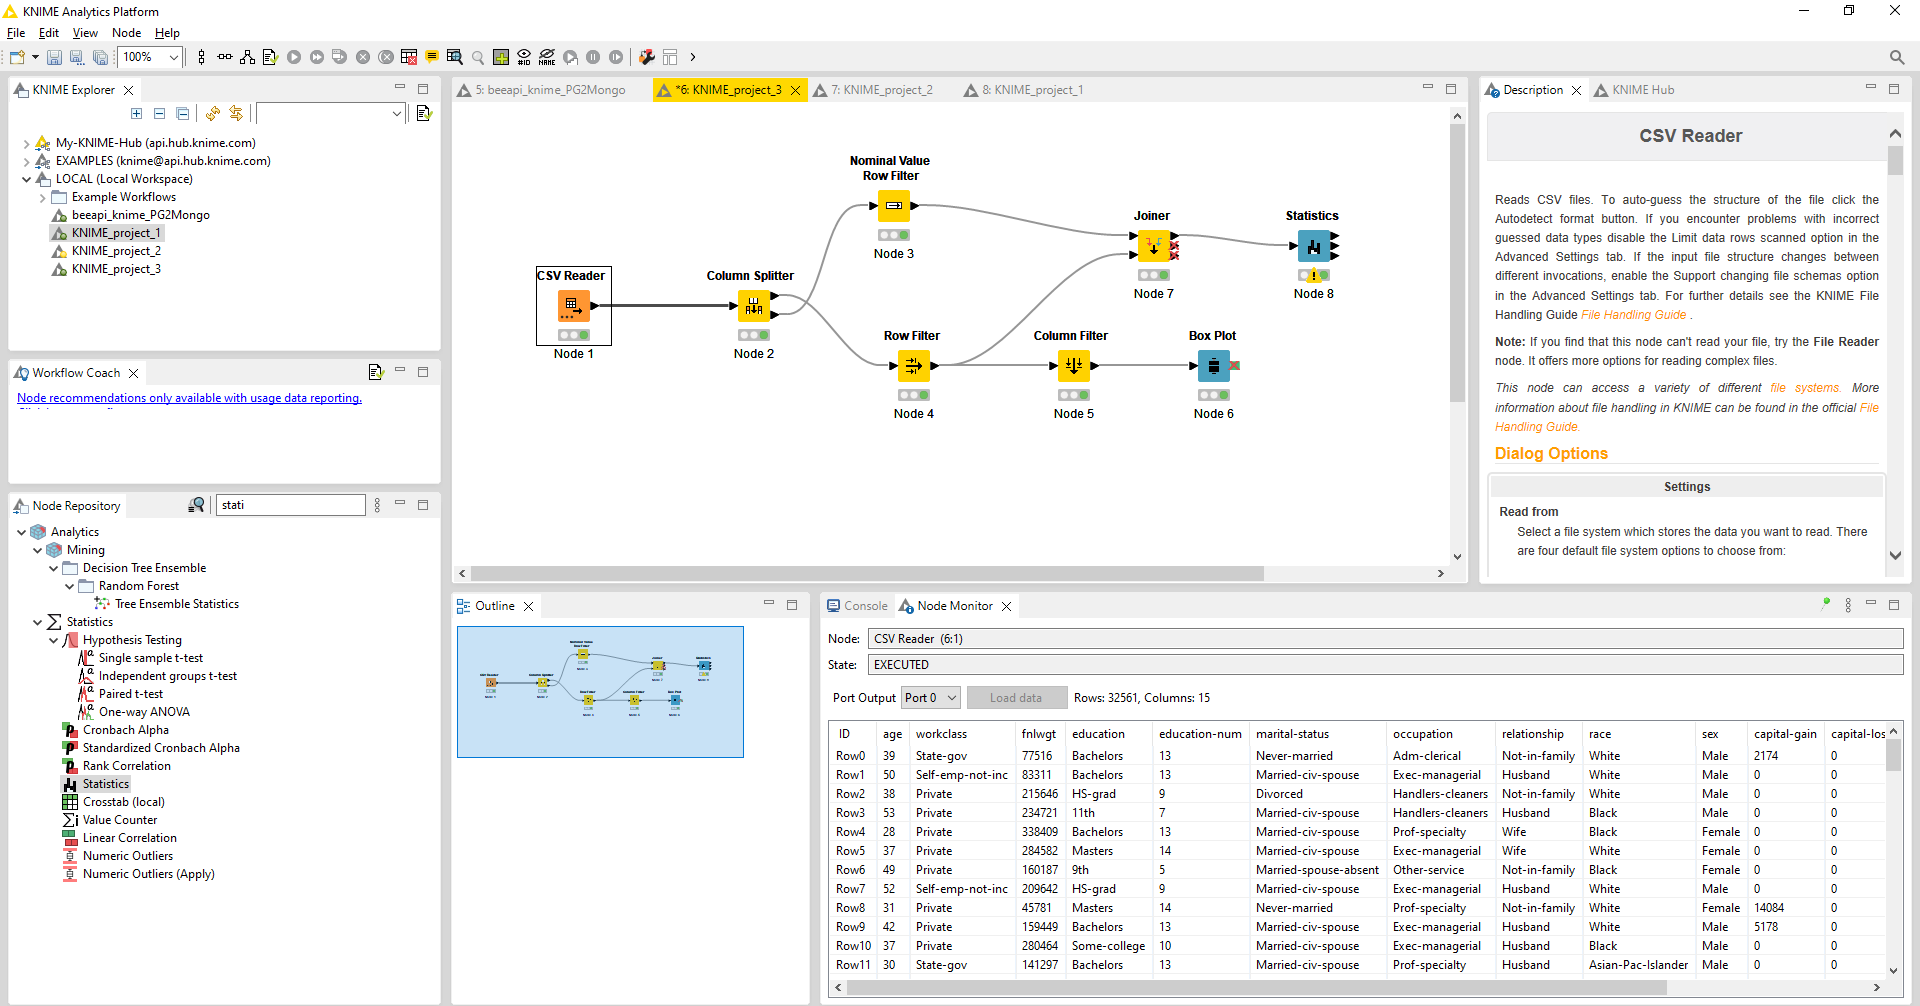 KNIME Analytics Platform
File Edit View Node Help
100%
KNIME Explorer
My-KNIME-Hub (api.hub.knime.com)
EXAMPLES (knime@api.hub.knime.com)
LOCAL (Local Workspace)
Example Workflows
beeapi_knime_PG2Mongo
KNIME_project_1
KNIME_project_2
KNIME_project_3
Workflow Coach
Node recommendations only available with usage data reporting.
Node Repository
stati
Analytics
Mining
Decision Tree Ensemble
Random Forest
Tree Ensemble Statistics
Statistics
Hypothesis Testing
Single sample t-test
Independent groups t-test
Paired t-test
One-way ANOVA
Cronbach Alpha
Standardized Cronbach Alpha
Rank Correlation
Statistics
Crosstab (local)
Value Counter
Linear Correlation
Numeric Outliers
Numeric Outliers (Apply)
5: beeapi_knime_PG2Mongo
*6: KNIME_project_3
7: KNIME_project_2
8: KNIME_project_1
CSV Reader
Node 1
Column Splitter
Node 2
Nominal Value
Row Filter
Node 3
Row Filter
Node 4
Column Filter
Node 5
Box Plot
Node 6
Joiner
Node 7
Statistics
Node 8
Description
KNIME Hub
CSV Reader
Reads CSV files. To auto-guess the structure of the file click the
Autodetect format button. If you encounter problems with incorrect
guessed data types disable the Limit data rows scanned option in the
Advanced Settings tab. If the input file structure changes between
different invocations, enable the Support changing file schemas option
in the Advanced Settings tab. For further details see the KNIME File
Handling Guide File Handling Guide .
Note: If you find that this node can't read your file, try the File Reader
node. It offers more options for reading complex files.
This node can access a variety of different file systems. More
information about file handling in KNIME can be found in the official File
Handling Guide.
Dialog Options
Settings
Read from
Select a file system which stores the data you want to read. There
are four default file system options to choose from:
Outline
Console
Node Monitor
Node: CSV Reader (6:1)
State: EXECUTED
Port Output Port 0 Load data Rows: 32561, Columns: 15
ID age workclass fnlwgt education education-num marital-status occupation relationship race sex capital-gain capital-los
Row0 39 State-gov 77516 Bachelors 13 Never-married Adm-clerical Not-in-family White Male 2174 0
Row1 50 Self-emp-not-inc 83311 Bachelors 13 Married-civ-spouse Exec-managerial Husband White Male 0 0
Row2 38 Private 215646 HS-grad 9 Divorced Handlers-cleaners Not-in-family White Male 0 0
Row3 53 Private 234721 11th 7 Married-civ-spouse Handlers-cleaners Husband Black Male 0 0
Row4 28 Private 338409 Bachelors 13 Married-civ-spouse Prof-specialty Wife Black Female 0 0
Row5 37 Private 284582 Masters 14 Married-civ-spouse Exec-managerial Wife White Female 0 0
Row6 49 Private 160187 9th 5 Married-spouse-absent Other-service Not-in-family Black Female 0 0
Row7 52 Self-emp-not-inc 209642 HS-grad 9 Married-civ-spouse Exec-managerial Husband White Male 0 0
Row8 31 Private 45781 Masters 14 Never-married Prof-specialty Not-in-family White Female 14084 0
Row9 42 Private 159449 Bachelors 13 Married-civ-spouse Exec-managerial Husband White Male 5178 0
Row10 37 Private 280464 Some-college 10 Married-civ-spouse Exec-managerial Husband Black Male 0 0
Row11 30 State-gov 141297 Bachelors 13 Married-civ-spouse Prof-specialty Husband Asian-Pac-Islander Male 0 0